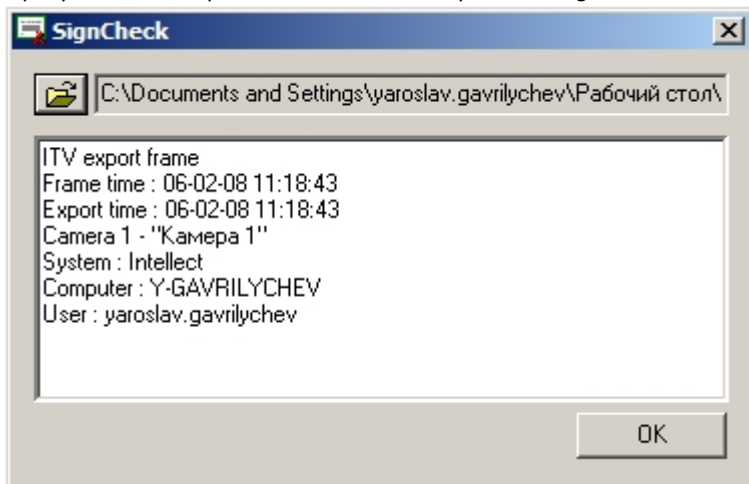 SignCheck
C:\Documents and Settings\yaroslav.gavrilychev\Рабочий стол\
ITV export frame
Frame time : 06-02-08 11:18:43
Export time : 06-02-08 11:18:43
Camera 1 - "Камера 1"
System : Intellect
Computer : Y-GAVRILYCHEV
User : yaroslav.gavrilychev
OK